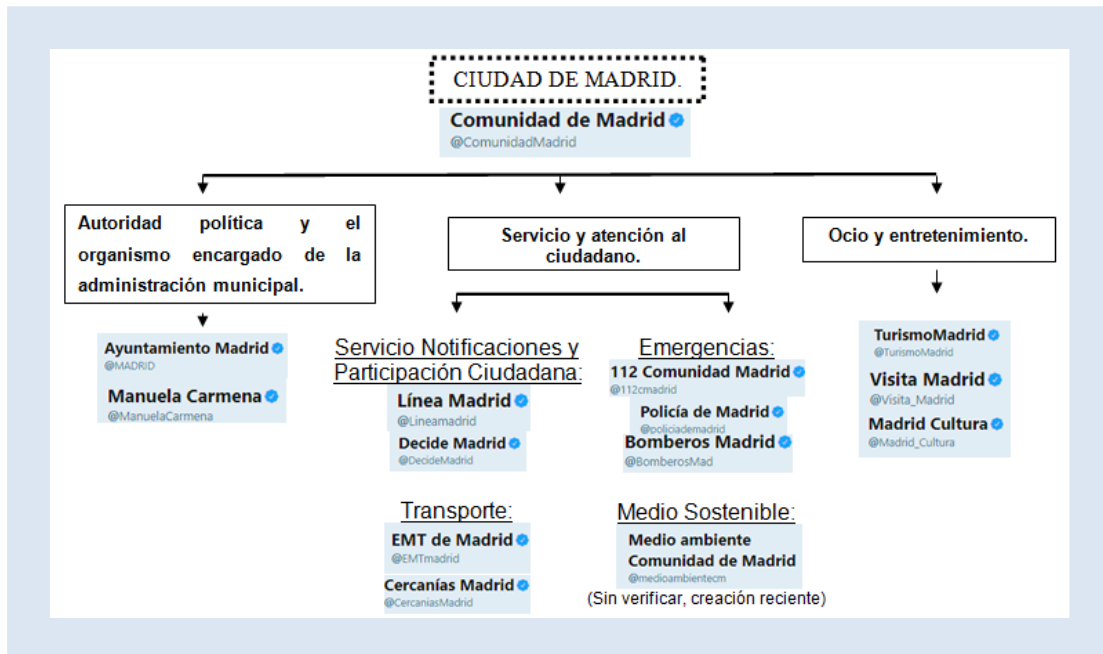 CIUDAD DE MADRID.
Comunidad de Madrid
@ComunidadMadrid
Autoridad política y el
organismo encargado de la
administración municipal.
Ayuntamiento Madrid
@MADRID
Manuela Carmena
@ManuelaCarmena
Servicio y atención al
ciudadano.
Servicio Notificaciones y
Participación Ciudadana:
Línea Madrid
@Lineamadrid
Decide Madrid
@DecideMadrid
Transporte:
EMT de Madrid
@EMTmadrid
Cercanías Madrid
@CercaniasMadrid
Emergencias:
112 Comunidad Madrid
@112cmadrid
Policía de Madrid
@policiademadrid
Bomberos Madrid
@BomberosMad
Medio Sostenible:
Medio ambiente
Comunidad de Madrid
@medioambientecm
(Sin verificar, creación reciente)
Ocio y entretenimiento.
TurismoMadrid
@TurismoMadrid
Visita Madrid
@Visita_Madrid
Madrid Cultura
@Madrid_Cultura